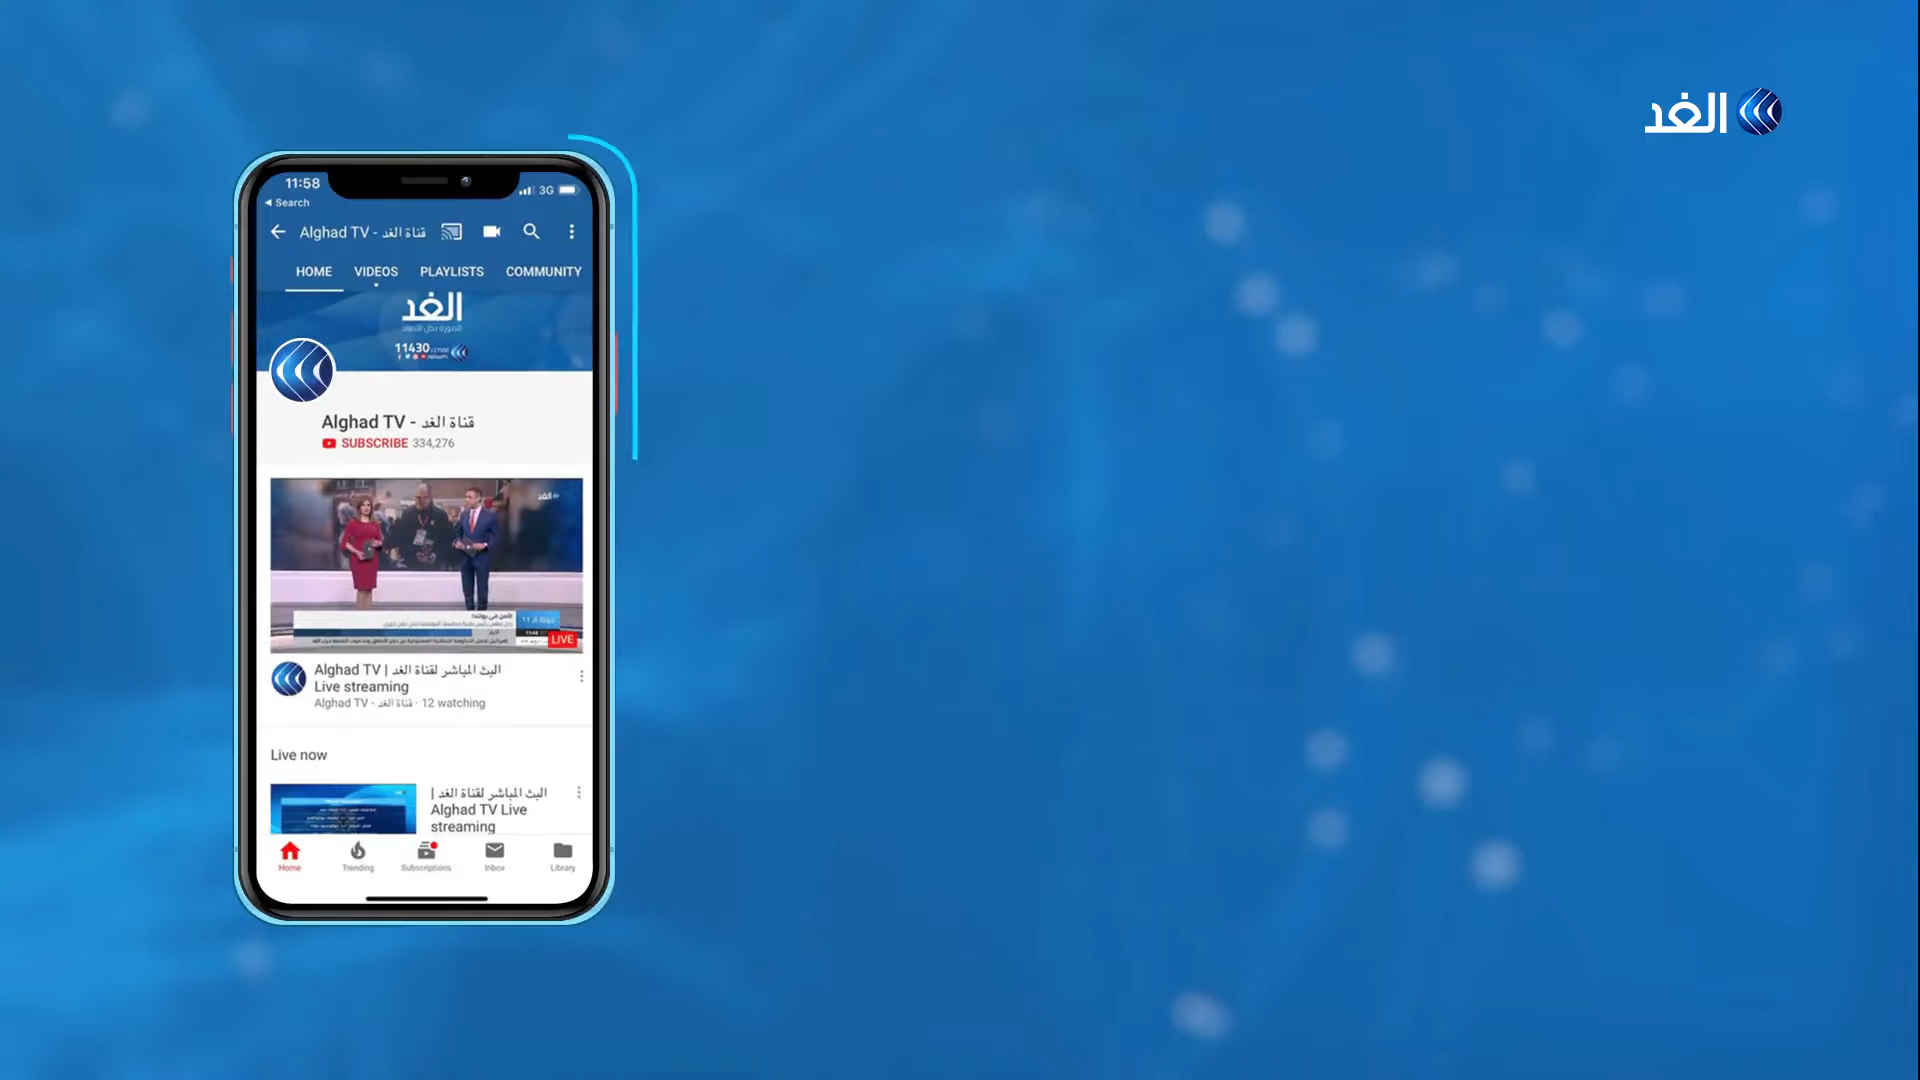 الغد
11:58
3G
Search
Alghad TV - قناة الغد
HOME VIDEOS PLAYLISTS COMMUNITY
الغد
11430
Alghad TV - قناة الغد
SUBSCRIBE 334,276
الغد
LIVE
Alghad TV | البث المباشر لقناة الغد
Live streaming
Alghad TV - قناة الغد · 12 watching
Live now
البث المباشر لقناة الغد |
Alghad TV Live
streaming
Home Trending Subscriptions Inbox Library